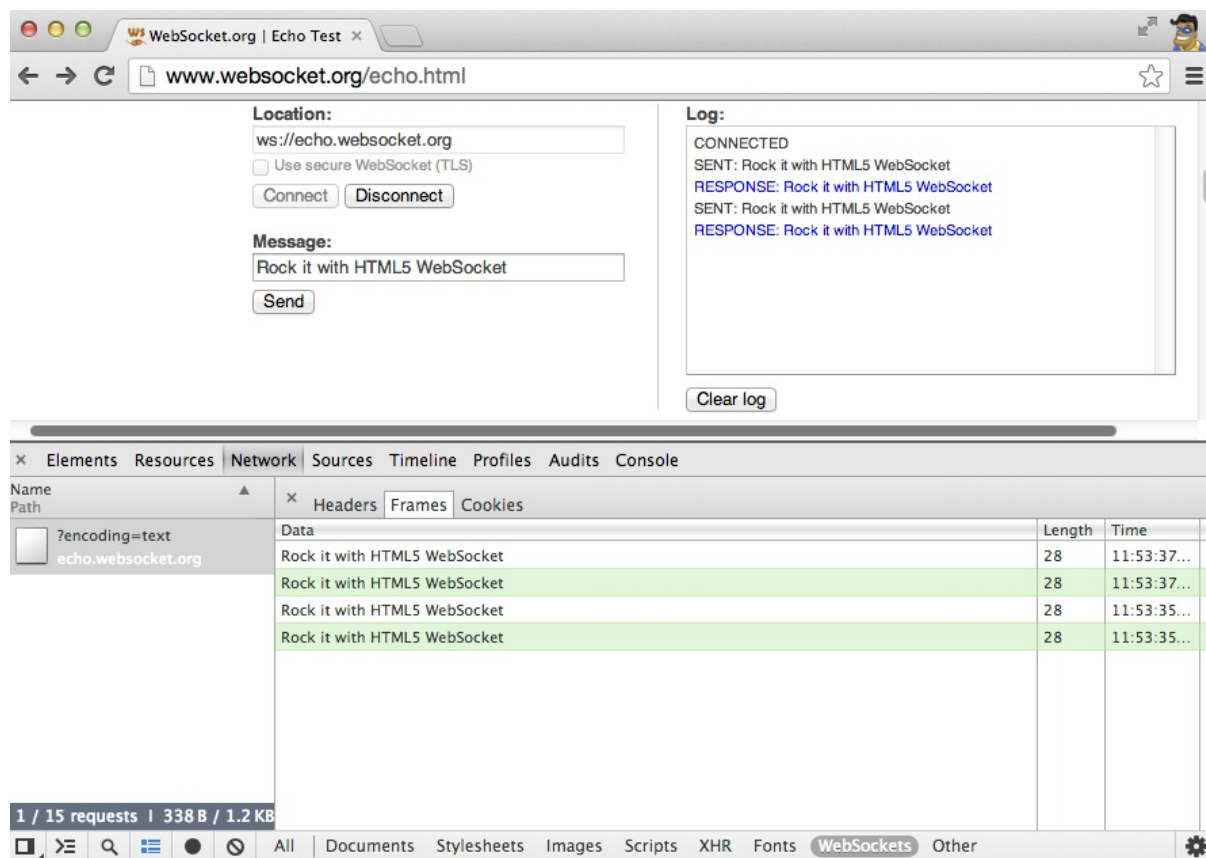 WebSocket.org | Echo Test
www.websocket.org/echo.html
Location:
ws://echo.websocket.org
Use secure WebSocket (TLS)
Connect Disconnect
Message:
Rock it with HTML5 WebSocket
Send
Log:
CONNECTED
SENT: Rock it with HTML5 WebSocket
RESPONSE: Rock it with HTML5 WebSocket
SENT: Rock it with HTML5 WebSocket
RESPONSE: Rock it with HTML5 WebSocket
Clear log
Elements Resources Network Sources Timeline Profiles Audits Console
Name
Path
?encoding=text
echo.websocket.org
Headers Frames Cookies
Data Length Time
Rock it with HTML5 WebSocket 28 11:53:37...
Rock it with HTML5 WebSocket 28 11:53:37...
Rock it with HTML5 WebSocket 28 11:53:35...
Rock it with HTML5 WebSocket 28 11:53:35...
1 / 15 requests | 338 B / 1.2 KB
All Documents Stylesheets Images Scripts XHR Fonts WebSockets Other